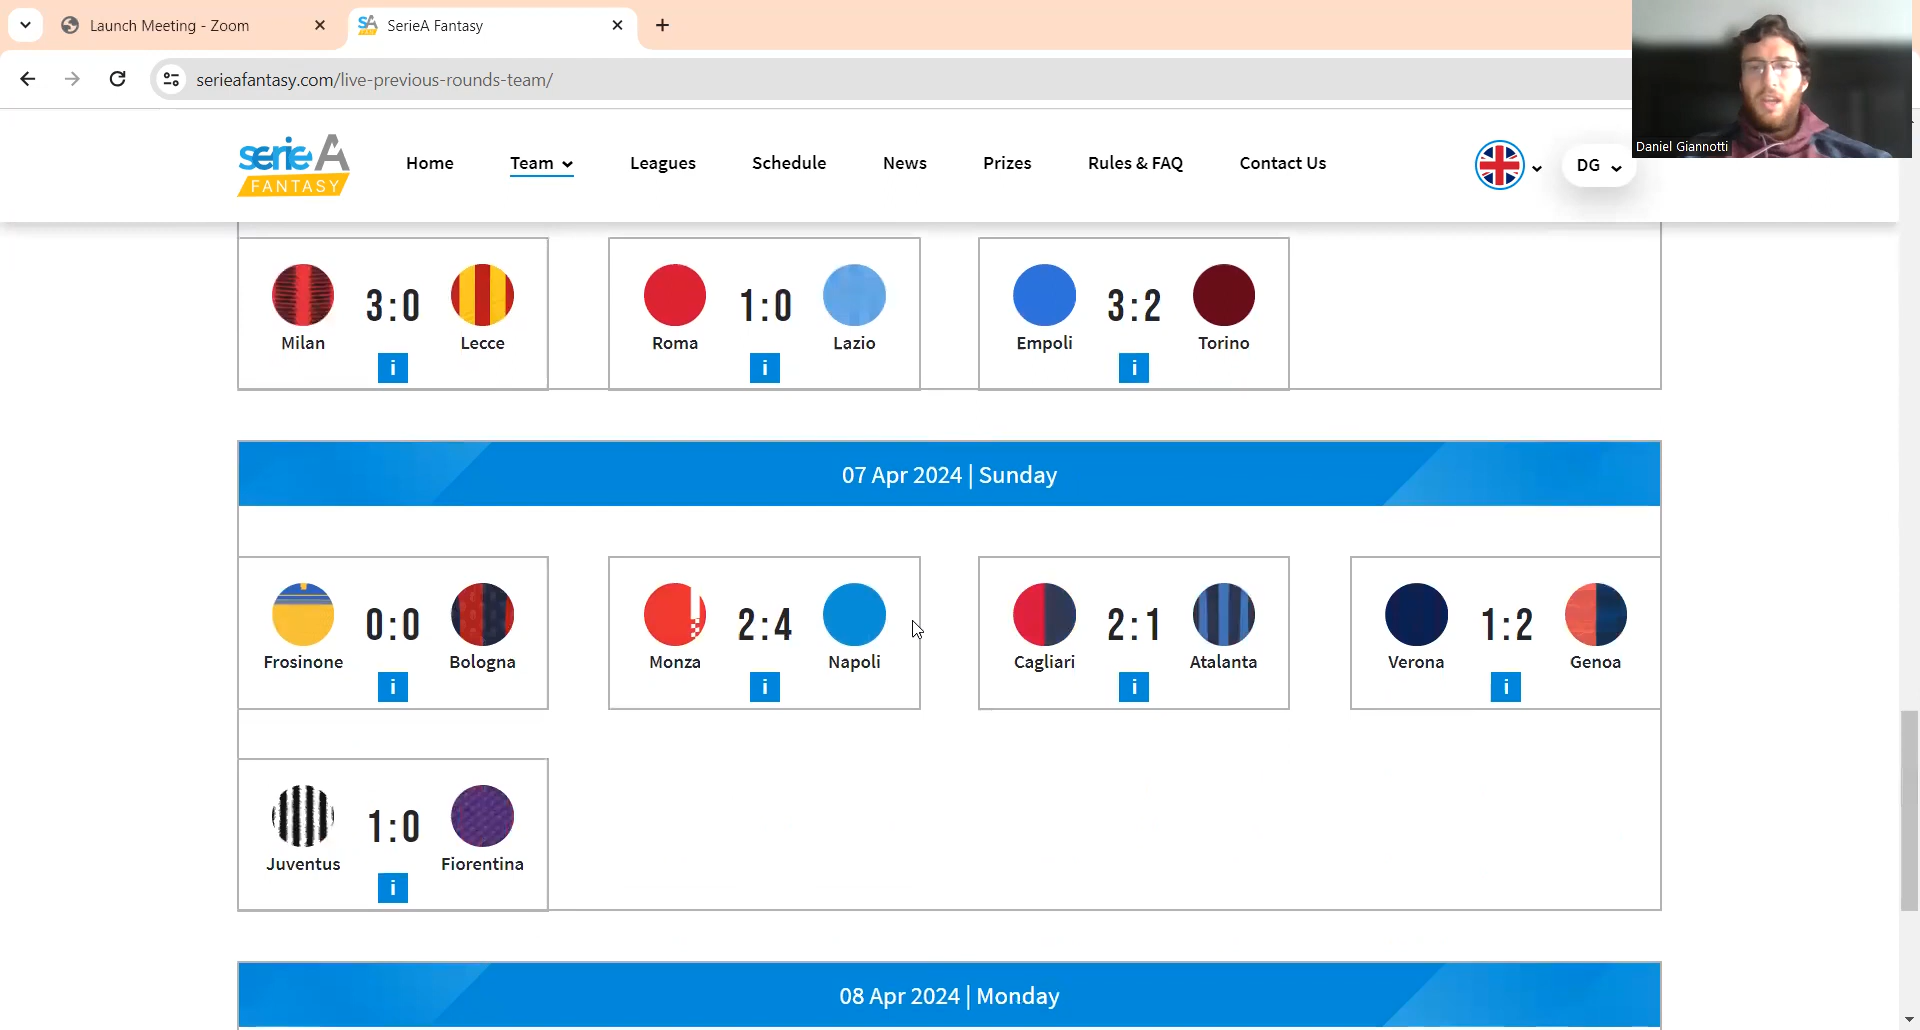 Launch Meeting - Zoom
SerieA Fantasy
serieafantasy.com/live-previous-rounds-team/
Daniel Giannotti
serie A
FANTASY
Home
Team
Leagues
Schedule
News
Prizes
Rules & FAQ
Contact Us
DG
Milan 3:0 Lecce
i
Roma 1:0 Lazio
i
Empoli 3:2 Torino
i
07 Apr 2024 | Sunday
Frosinone 0:0 Bologna
i
Monza 2:4 Napoli
i
Cagliari 2:1 Atalanta
i
Verona 1:2 Genoa
i
Juventus 1:0 Fiorentina
i
08 Apr 2024 | Monday